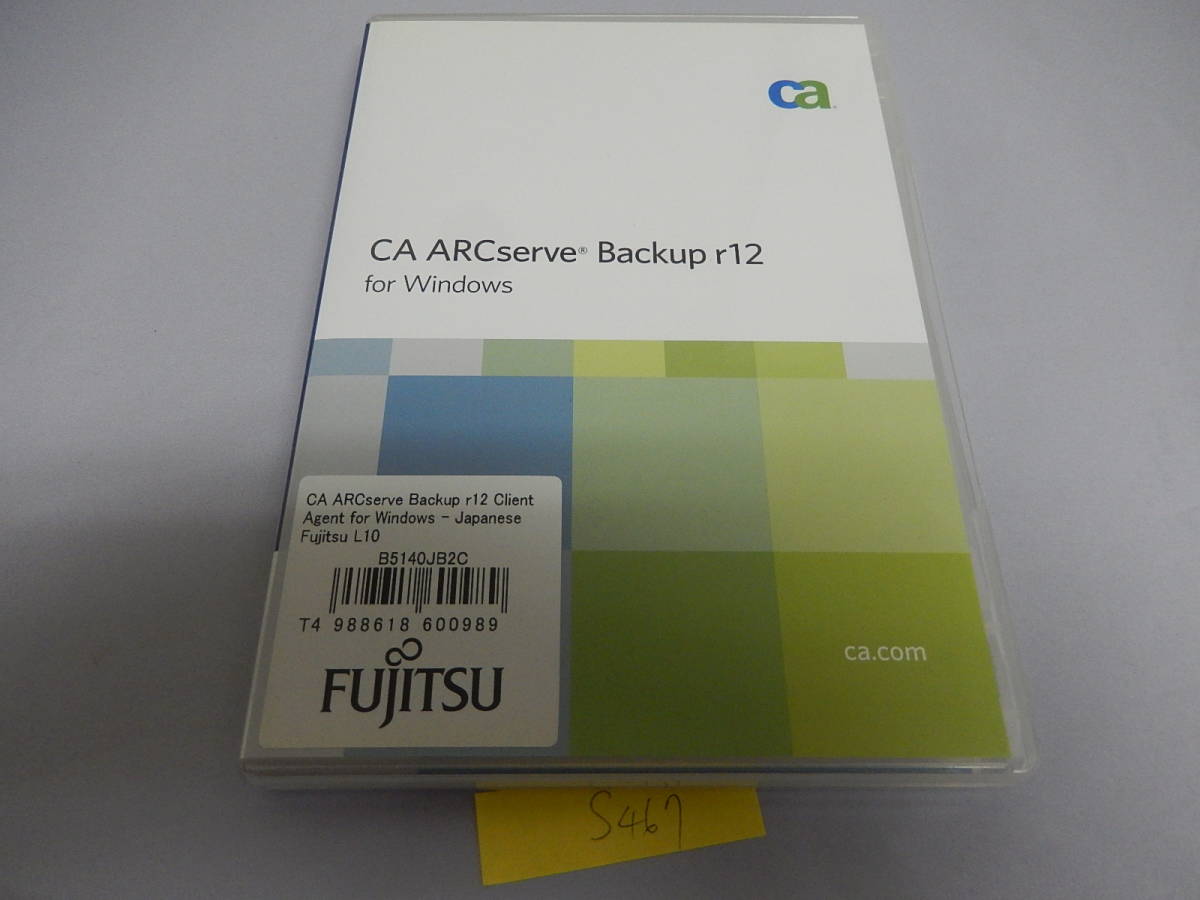 ca
CA ARCserve® Backup r12
for Windows
CA ARCserve Backup r12 Client
Agent for Windows - Japanese
Fujitsu L10
B5140JB2C
T4 988618 600989
FUJITSU
ca.com
S467